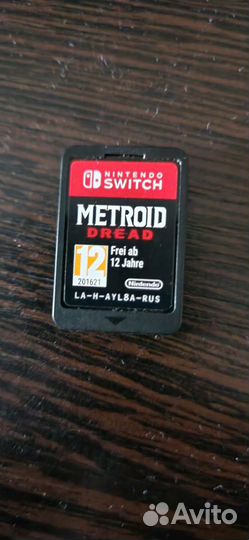 NINTENDO
SWITCH
METROID
DREAD
12
Frei ab
12 Jahre
201621
Nintendo
LA-H-AYL8A-RUS
Avito